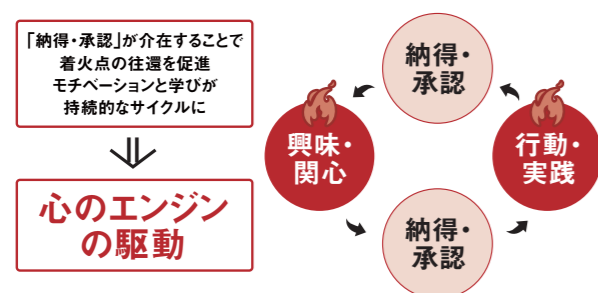 「納得・承認」が介在することで
着火点の往還を促進
モチベーションと学びが
持続的なサイクルに
心のエンジン
の駆動
納得・
承認
興味・
関心
行動・
実践
納得・
承認